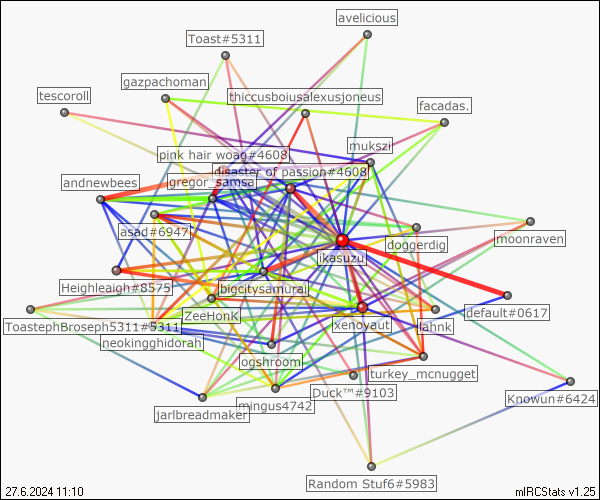 avelicious
Toast#5311
gazpachoman
tescoroll
thiccusboiusalexusjoneus
facadas.
mukszi
pink hair woag#4608
disaster of passion#4608
andnewbees
gregor_samsa
asad#6947
doggerdig
moonraven
ikasuzu
Heighleaigh#8575
bigcitysamurai
default#0617
ZeeHonK
ToastephBroseph5311#5311
xenoyaut
lahnk
neokingghidorah
ogshroom
turkey_mcnugget
Duck™#9103
Knowun#6424
mingus4742
jarlbreadmaker
Random Stuf6#5983
27.6.2024 11:10
mIRCStats v1.25